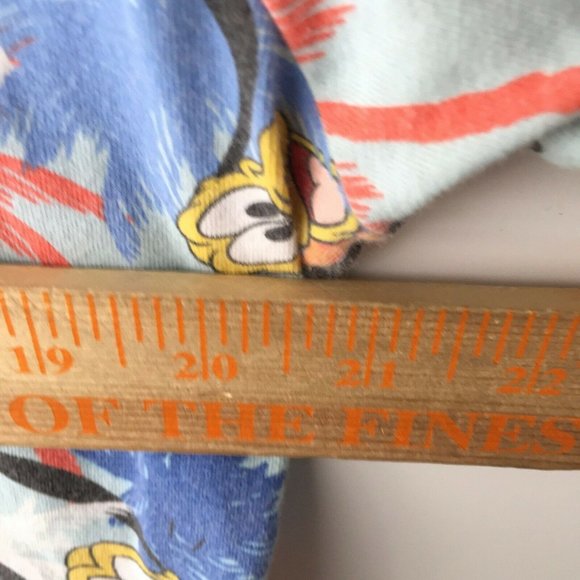 19 20 21 22
OF THE FINES